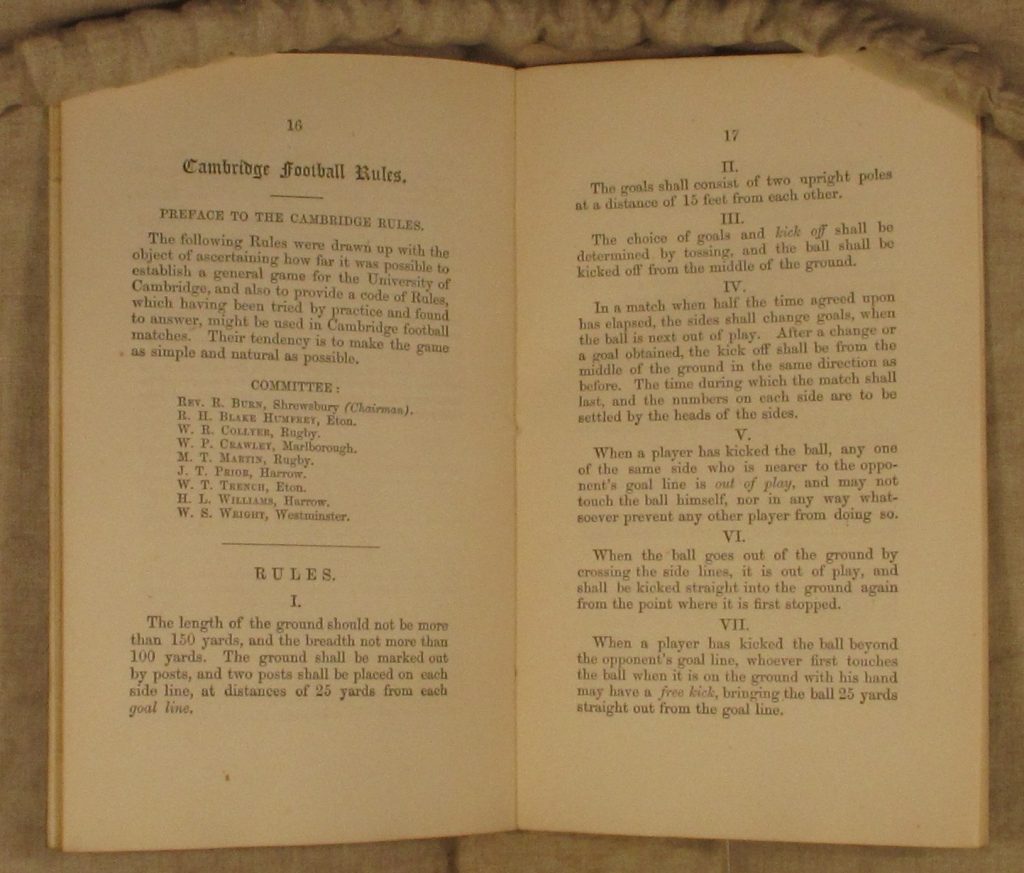 16
Cambridge Football Rules.
PREFACE TO THE CAMBRIDGE RULES.
The following Rules were drawn up with the
object of ascertaining how far it was possible to
establish a general game for the University of
Cambridge, and also to provide a code of Rules,
which having been tried by practice and found
to answer, might be used in Cambridge football
matches. Their tendency is to make the game
as simple and natural as possible.
COMMITTEE:
REV. R. BURN, Shrewsbury (Chairman).
R. H. BLAKE HUMFREY, Eton.
W. R. COLLYER, Rugby.
W. P. CRAWLEY, Marlborough.
M. T. MARTIN, Rugby.
J. T. PRIOR, Harrow.
W. T. TRENCH, Eton.
H. L. WILLIAMS, Harrow.
W. S. WRIGHT, Westminster.
RULES.
I.
The length of the ground should not be more
than 150 yards, and the breadth not more than
100 yards. The ground shall be marked out
by posts, and two posts shall be placed on each
side line, at distances of 25 yards from each
goal line.
17
II.
The goals shall consist of two upright poles
at a distance of 15 feet from each other.
III.
The choice of goals and kick off shall be
determined by tossing, and the ball shall be
kicked off from the middle of the ground.
IV.
In a match when half the time agreed upon
has elapsed, the sides shall change goals, when
the ball is next out of play. After a change or
a goal obtained, the kick off shall be from the
middle of the ground in the same direction as
before. The time during which the match shall
last, and the numbers on each side are to be
settled by the heads of the sides.
V.
When a player has kicked the ball, any one
of the same side who is nearer to the oppo-
nent's goal line is out of play, and may not
touch the ball himself, nor in any way what-
soever prevent any other player from doing so.
VI.
When the ball goes out of the ground by
crossing the side lines, it is out of play, and
shall be kicked straight into the ground again
from the point where it is first stopped.
VII.
When a player has kicked the ball beyond
the opponent's goal line, whoever first touches
the ball when it is on the ground with his hand
may have a free kick, bringing the ball 25 yards
straight out from the goal line.